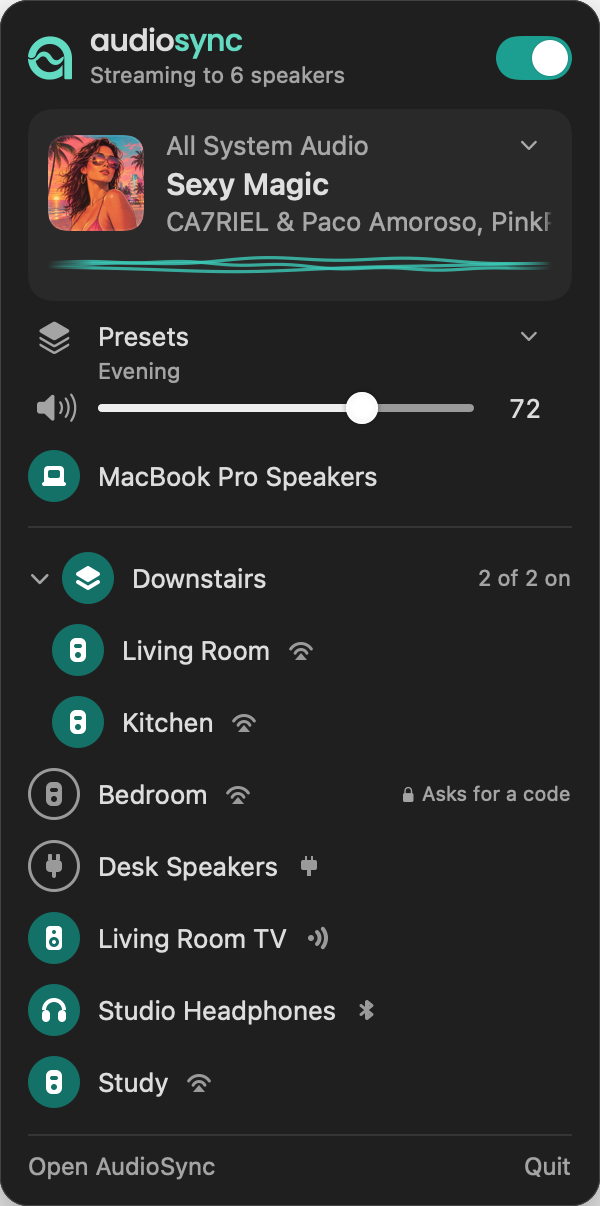 audiosync
Streaming to 6 speakers
All System Audio
Sexy Magic
CA7RIEL & Paco Amoroso, Pink
Presets
Evening
72
MacBook Pro Speakers
Downstairs
2 of 2 on
Living Room
Kitchen
Bedroom
Asks for a code
Desk Speakers
Living Room TV
Studio Headphones
Study
Open AudioSync
Quit